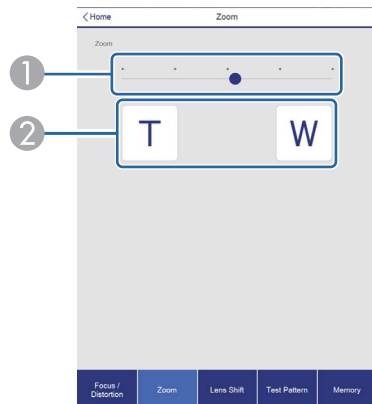 < Home Zoom
Zoom
1
2
T W
Focus / Distortion Zoom Lens Shift Test Pattern Memory